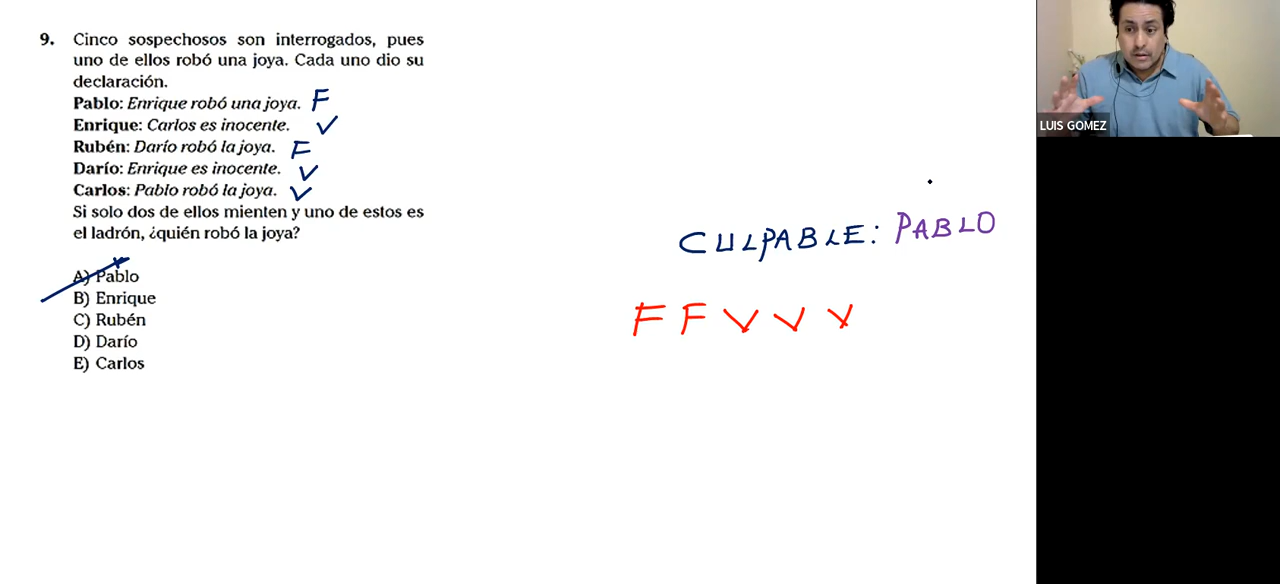 9. Cinco sospechosos son interrogados, pues
uno de ellos robó una joya. Cada uno dio su
declaración.
Pablo: Enrique robó una joya. F
Enrique: Carlos es inocente. V
Rubén: Darío robó la joya. F
Darío: Enrique es inocente. V
Carlos: Pablo robó la joya. V
Si solo dos de ellos mienten y uno de estos es
el ladrón, ¿quién robó la joya?
A) Pablo
B) Enrique
C) Rubén
D) Darío
E) Carlos
CULPABLE: PABLO
F F V V V
LUIS GOMEZ